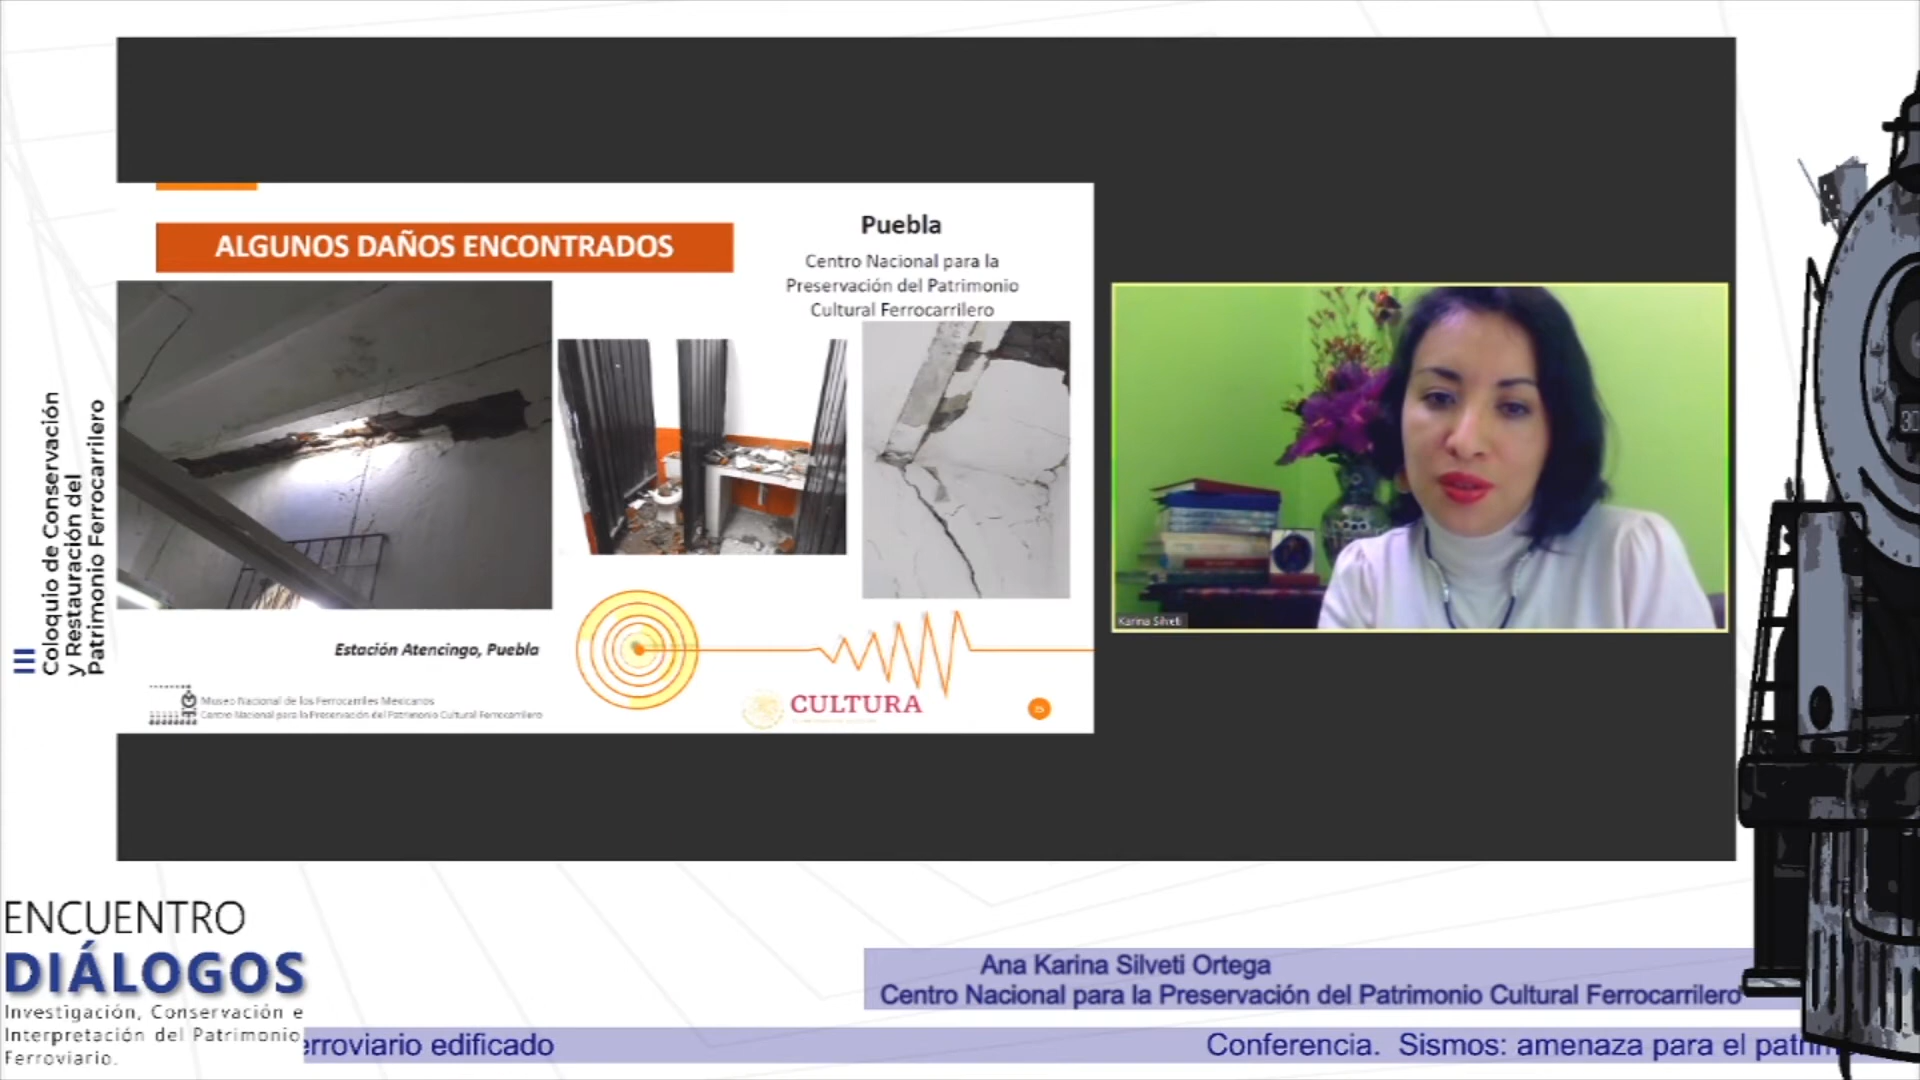 III
Coloquio de Conservación
y Restauración del
Patrimonio Ferrocarrilero
ALGUNOS DAÑOS ENCONTRADOS
Puebla
Centro Nacional para la
Preservación del Patrimonio
Cultural Ferrocarrilero
Estación Atencingo, Puebla
Museo Nacional de los Ferrocarriles Mexicanos
Centro Nacional para la Preservación del Patrimonio Cultural Ferrocarrilero
CULTURA
Karina Silveti
ENCUENTRO
DIÁLOGOS
Investigación, Conservación e
Interpretación del Patrimonio
Ferroviario.
Ana Karina Silveti Ortega
Centro Nacional para la Preservación del Patrimonio Cultural Ferrocarrilero
erroviario edificado
Conferencia. Sismos: amenaza para el
30